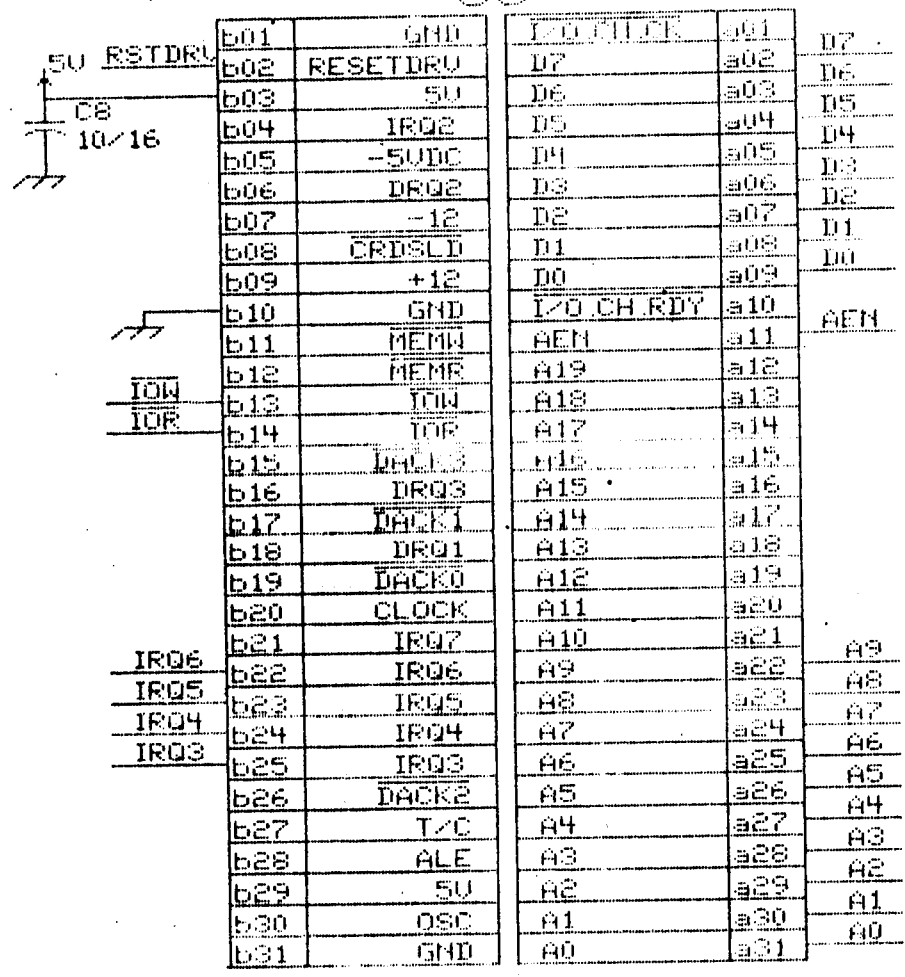 b01 GND I/O.CH.CK a01
5V RSTDRV b02 RESETDRV D7 a02 D7
b03 5V D6 a03 D6
C8 b04 IRQ2 D5 a04 D5
10/16 b05 -5VDC D4 a05 D4
b06 DRQ2 D3 a06 D3
b07 -12 D2 a07 D2
b08 CRDSLD D1 a08 D1
b09 +12 D0 a09 D0
b10 GND I/O.CH.RDY a10
b11 MEMW AEN a11 AEN
b12 MEMR A19 a12
IOW b13 IOW A18 a13
IOR b14 IOR A17 a14
b15 DACK3 A16 a15
b16 DRQ3 A15 a16
b17 DACK1 A14 a17
b18 DRQ1 A13 a18
b19 DACK0 A12 a19
b20 CLOCK A11 a20
b21 IRQ7 A10 a21
IRQ6 b22 IRQ6 A9 a22 A9
IRQ5 b23 IRQ5 A8 a23 A8
IRQ4 b24 IRQ4 A7 a24 A7
IRQ3 b25 IRQ3 A6 a25 A6
b26 DACK2 A5 a26 A5
b27 T/C A4 a27 A4
b28 ALE A3 a28 A3
b29 5V A2 a29 A2
b30 OSC A1 a30 A1
b31 GND A0 a31 A0